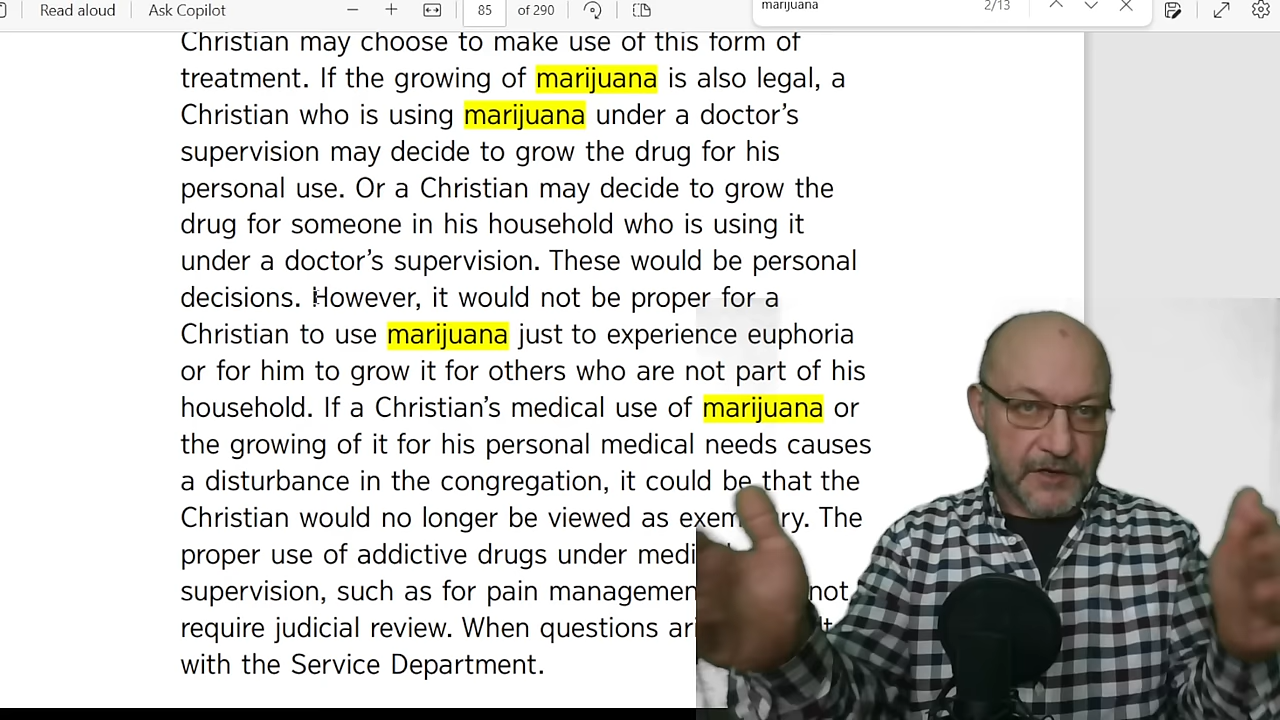 Read aloud Ask Copilot 85 of 290 marijuana 2/13
Christian may choose to make use of this form of
treatment. If the growing of marijuana is also legal, a
Christian who is using marijuana under a doctor's
supervision may decide to grow the drug for his
personal use. Or a Christian may decide to grow the
drug for someone in his household who is using it
under a doctor's supervision. These would be personal
decisions. However, it would not be proper for a
Christian to use marijuana just to experience euphoria
or for him to grow it for others who are not part of his
household. If a Christian's medical use of marijuana or
the growing of it for his personal medical needs causes
a disturbance in the congregation, it could be that the
Christian would no longer be viewed as The
proper use of addictive drugs under
supervision, such as for pain not
require judicial review. When questions
with the Service Department.